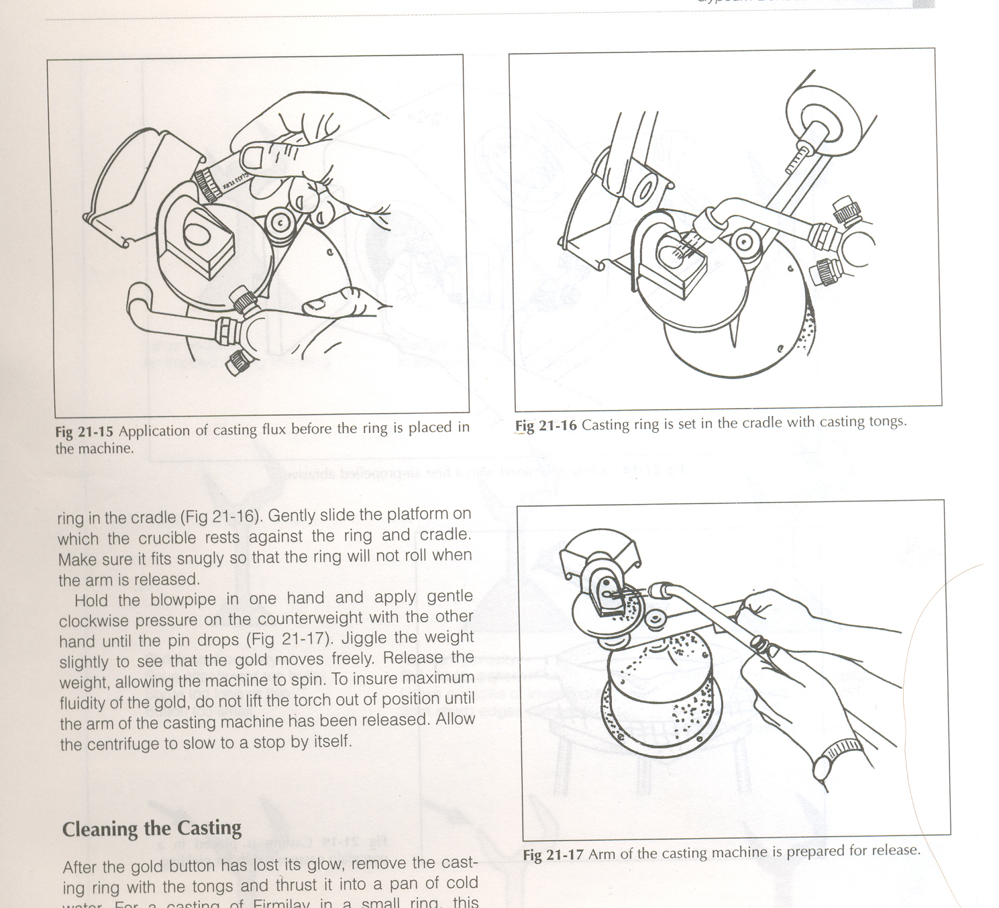 GLASS FLUX
Fig 21-15 Application of casting flux before the ring is placed in
the machine.
Fig 21-16 Casting ring is set in the cradle with casting tongs.
ring in the cradle (Fig 21-16). Gently slide the platform on
which the crucible rests against the ring and cradle.
Make sure it fits snugly so that the ring will not roll when
the arm is released.
Hold the blowpipe in one hand and apply gentle
clockwise pressure on the counterweight with the other
hand until the pin drops (Fig 21-17). Jiggle the weight
slightly to see that the gold moves freely. Release the
weight, allowing the machine to spin. To insure maximum
fluidity of the gold, do not lift the torch out of position until
the arm of the casting machine has been released. Allow
the centrifuge to slow to a stop by itself.
Fig 21-17 Arm of the casting machine is prepared for release.
Cleaning the Casting
After the gold button has lost its glow, remove the cast-
ing ring with the tongs and thrust it into a pan of cold
water. For a casting of Firmilay in a small ring, this